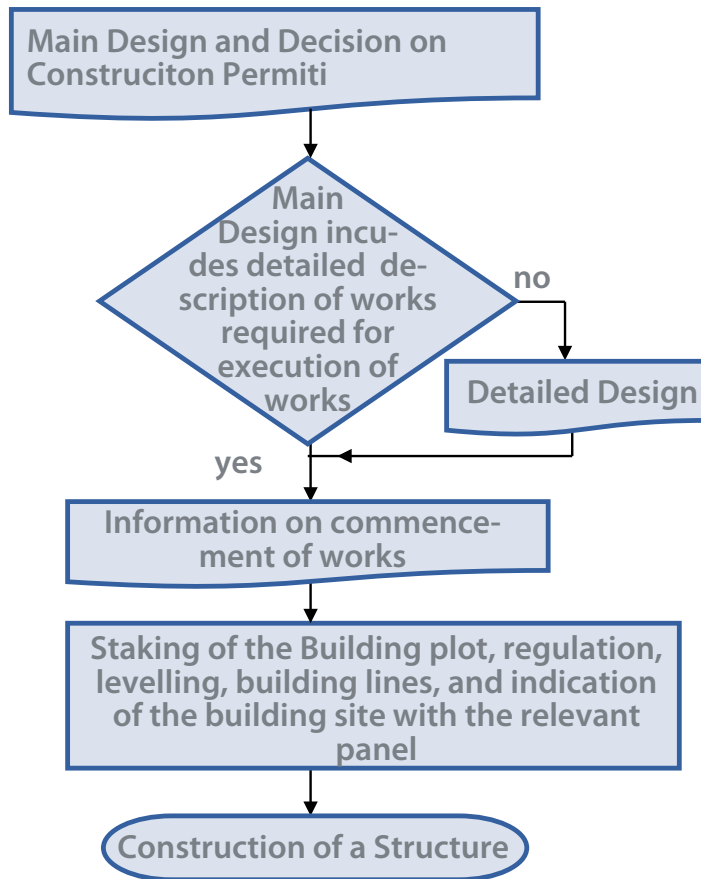 Main Design and Decision on
Construciton Permiti
Main
Design incu-
des detailed de-
scription of works
required for
execution of
works
no
Detailed Design
yes
Information on commence-
ment of works
Staking of the Building plot, regulation,
levelling, building lines, and indication
of the building site with the relevant
panel
Construction of a Structure